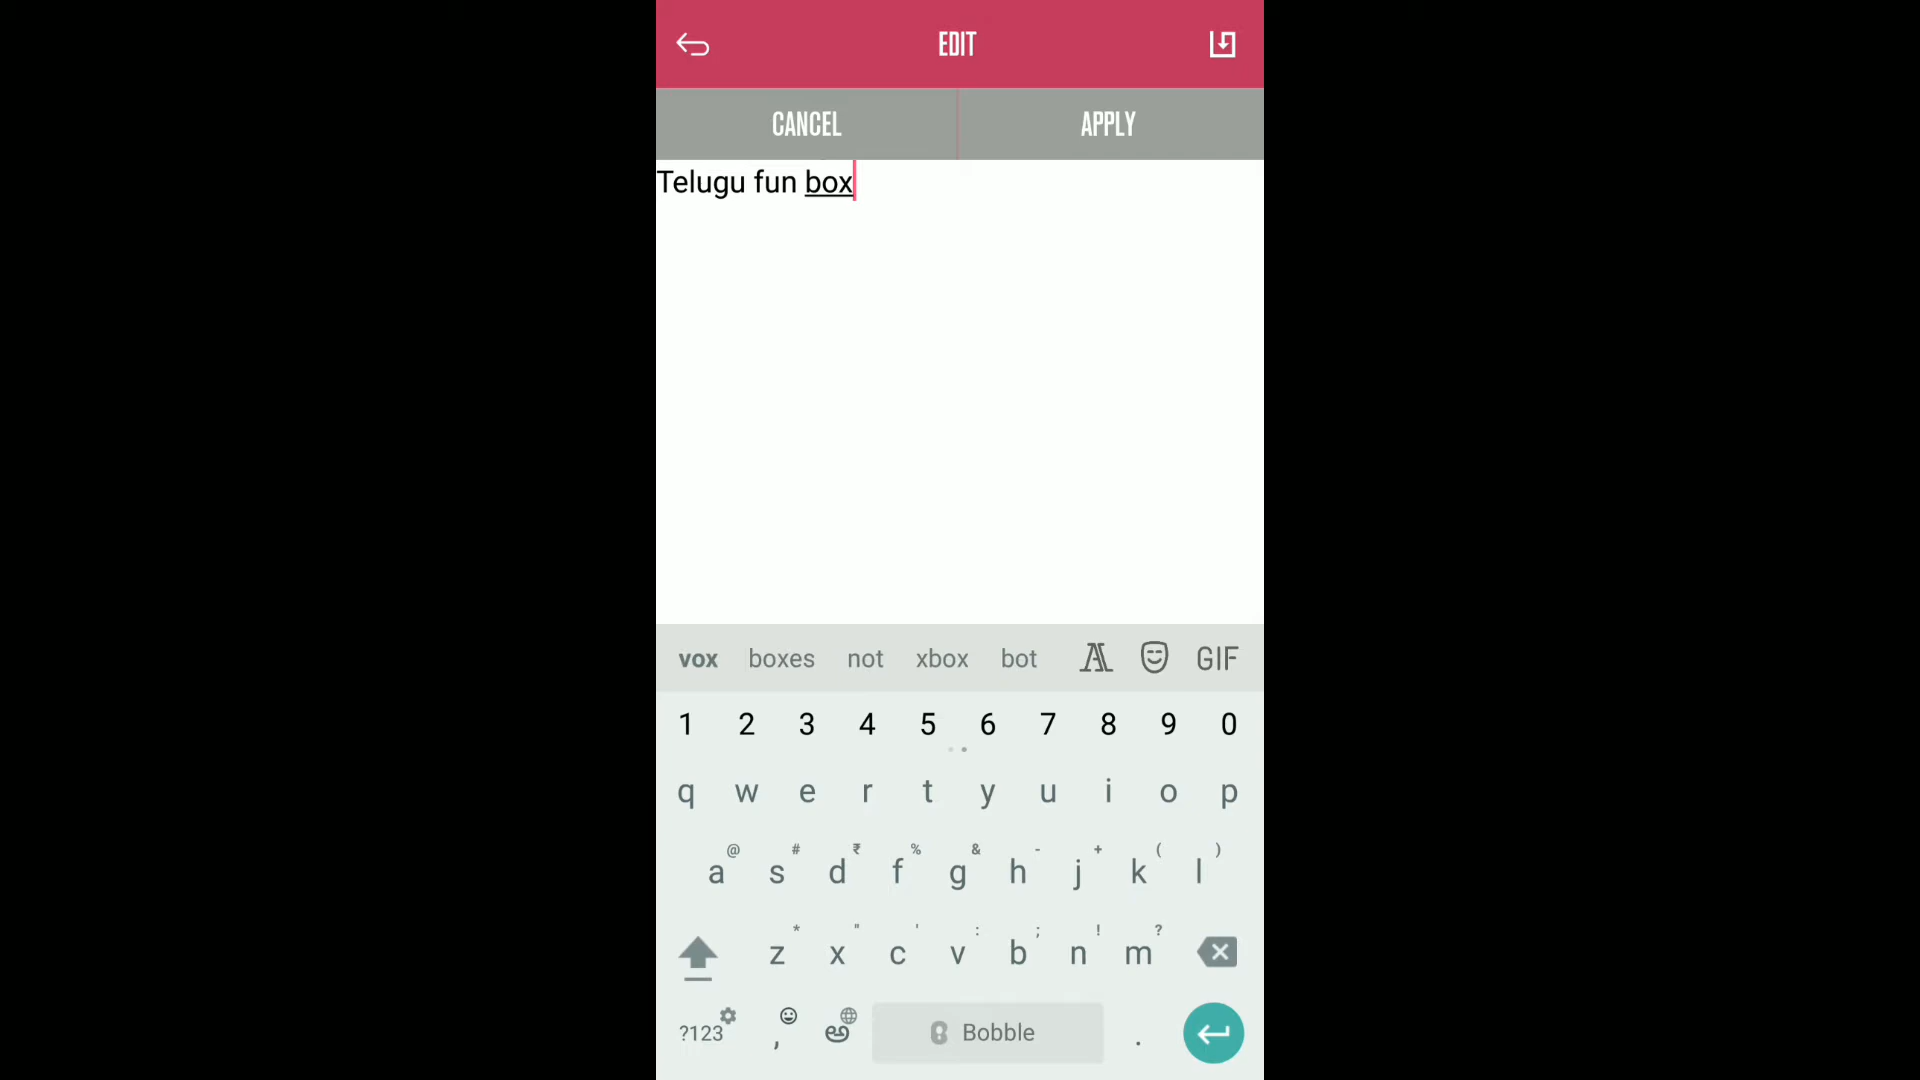 EDIT
CANCEL APPLY
Telugu fun box
vox boxes not xbox bot GIF
1 2 3 4 5 6 7 8 9 0
q w e r t y u i o p
@ # ₹ % & - + ( )
a s d f g h j k l
* " ' : ; ! ?
z x c v b n m
?123 , అ Bobble .